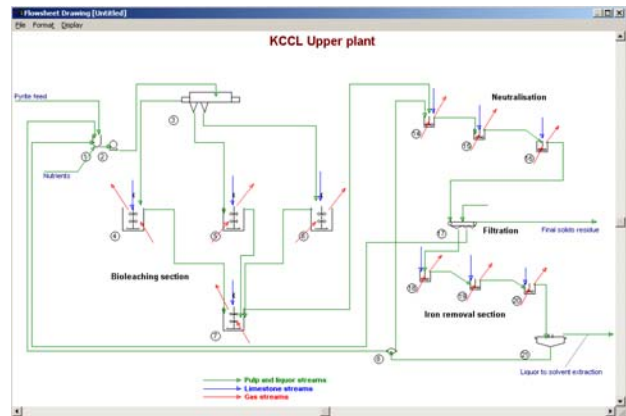 Flowsheet Drawing [Untitled]
File Format Display
KCCL Upper plant
Pyrite feed
Nutrients
1
2
3
4
5
6
7
Bioleaching section
Neutralisation
14
15
16
17
Filtration
Final solids residue
18
19
20
Iron removal section
21
Liquor to solvent extraction
Pulp and liquor streams
Limestone streams
Gas streams